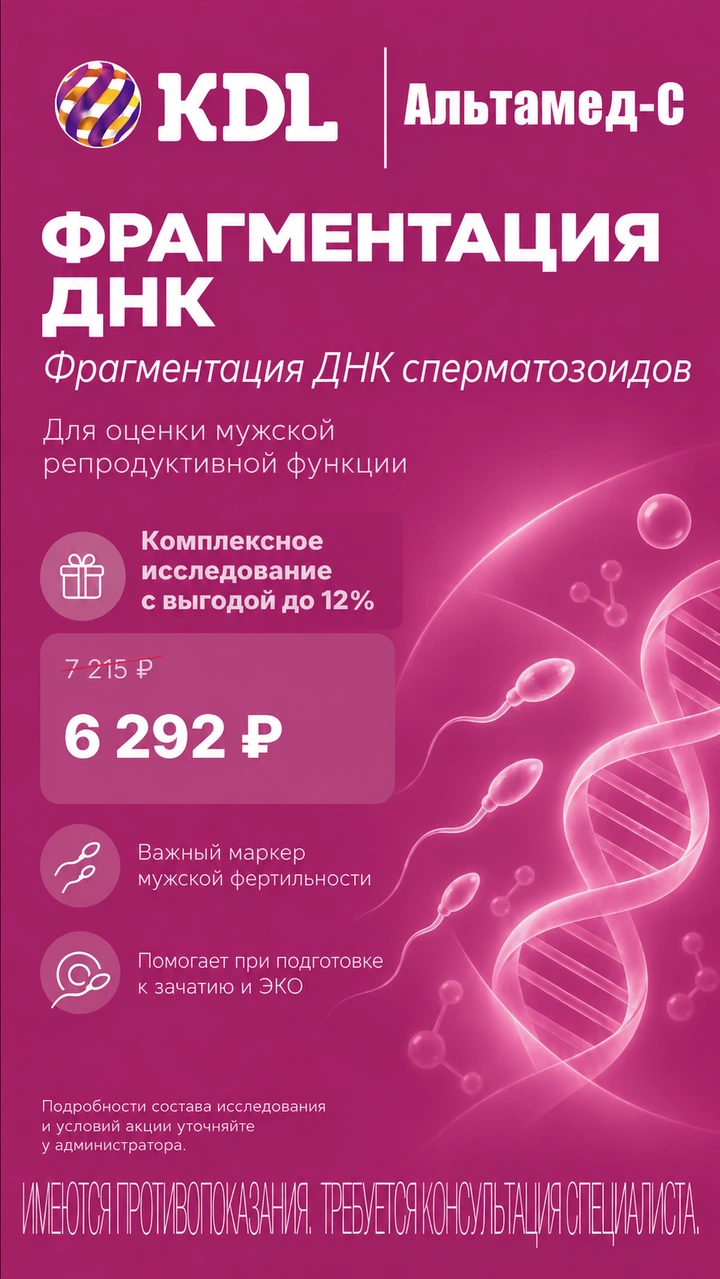 KDL
Альтамед-С
ФРАГМЕНТАЦИЯ
ДНК
Фрагментация ДНК сперматозоидов
Для оценки мужской
репродуктивной функции
Комплексное
исследование
с выгодой до 12%
7 215 ₽
6 292 ₽
Важный маркер
мужской фертильности
Помогает при подготовке
к зачатию и ЭКО
Подробности состава исследования
и условий акции уточняйте
у администратора.
ИМЕЮТСЯ ПРОТИВОПОКАЗАНИЯ. ТРЕБУЕТСЯ КОНСУЛЬТАЦИЯ СПЕЦИАЛИСТА.